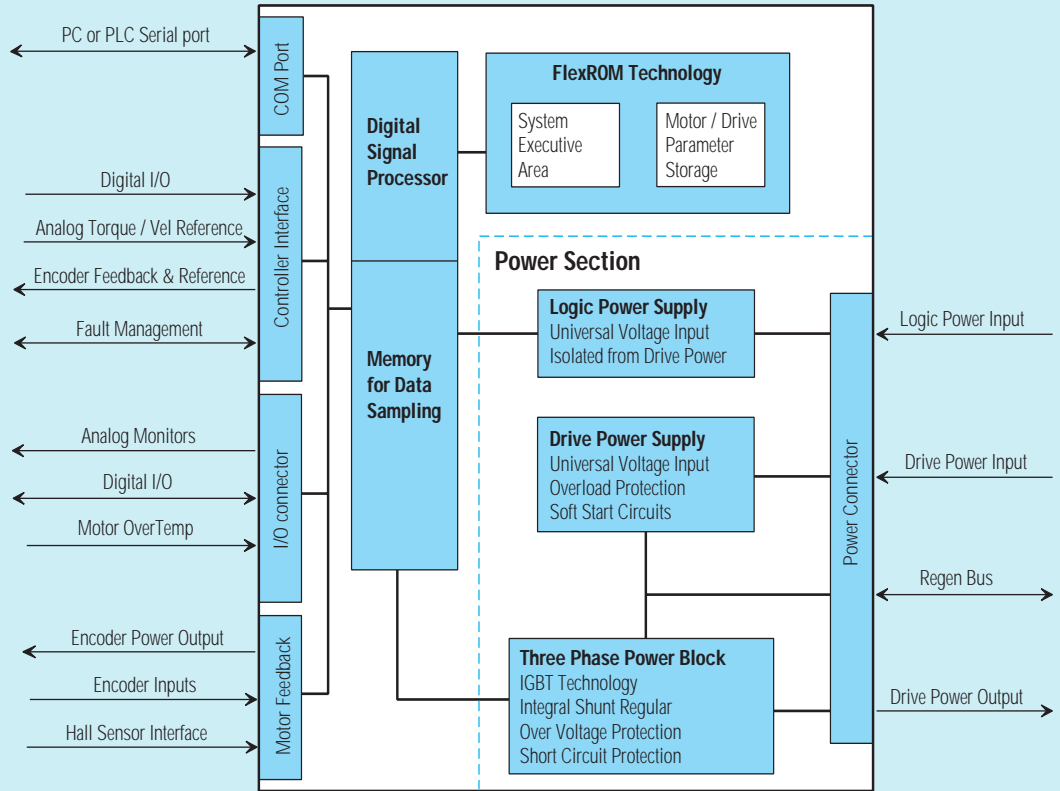 PC or PLC Serial port
COM Port
Digital I/O
Analog Torque / Vel Reference
Encoder Feedback & Reference
Fault Management
Controller Interface
Analog Monitors
Digital I/O
Motor OverTemp
I/O connector
Encoder Power Output
Encoder Inputs
Hall Sensor Interface
Motor Feedback
Digital
Signal
Processor
Memory
for Data
Sampling
FlexROM Technology
System
Executive
Area
Motor / Drive
Parameter
Storage
Power Section
Logic Power Supply
Universal Voltage Input
Isolated from Drive Power
Drive Power Supply
Universal Voltage Input
Overload Protection
Soft Start Circuits
Three Phase Power Block
IGBT Technology
Integral Shunt Regular
Over Voltage Protection
Short Circuit Protection
Power Connector
Logic Power Input
Drive Power Input
Regen Bus
Drive Power Output